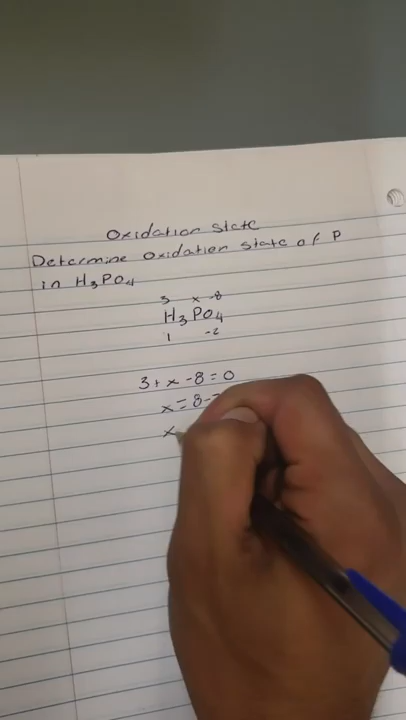 Oxidation state
Determine oxidation state of P
in H₃PO₄
3 x -8
H₃PO₄
1 -2
3 + x - 8 = 0
x = 8 -
x